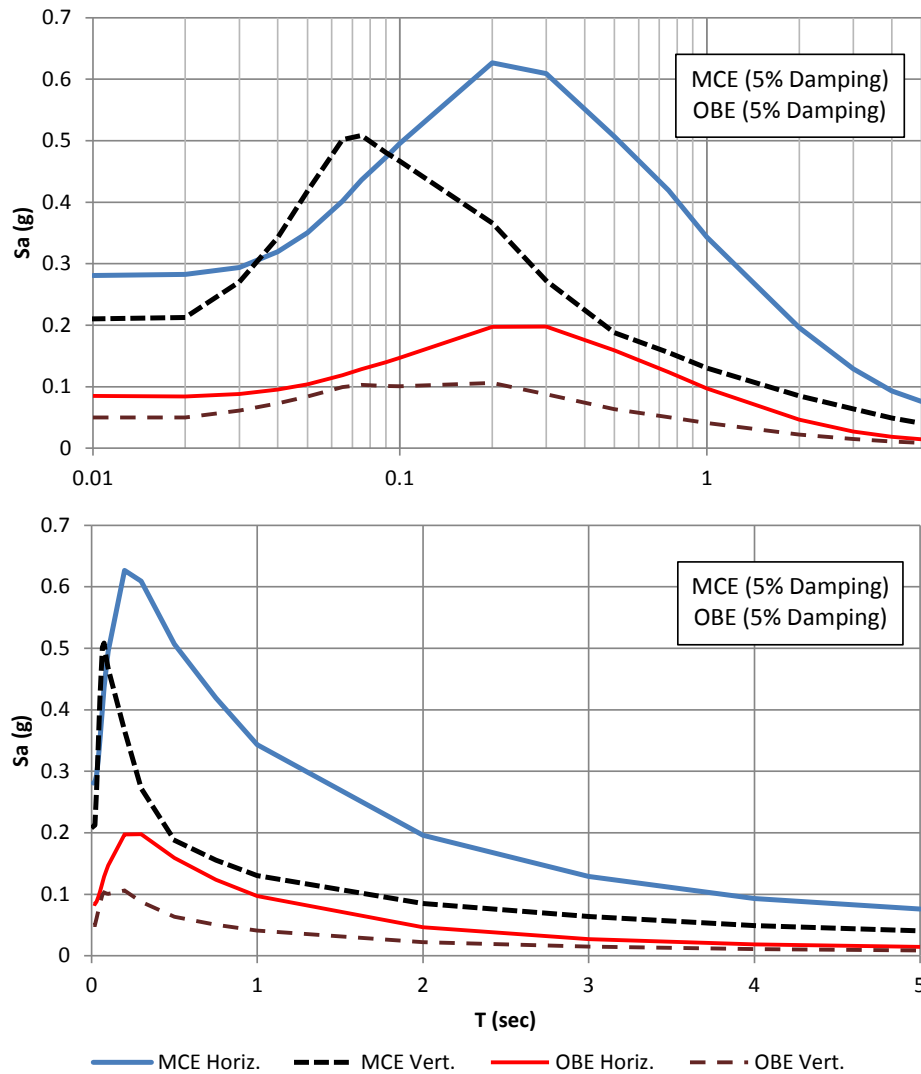 0.7
0.6
0.5
0.4
0.3
0.2
0.1
0
Sa (g)
MCE (5% Damping)
OBE (5% Damping)
0.01
0.1
1
0.7
0.6
0.5
0.4
0.3
0.2
0.1
0
Sa (g)
MCE (5% Damping)
OBE (5% Damping)
0
1
2
3
4
5
T (sec)
MCE Horiz.
MCE Vert.
OBE Horiz.
OBE Vert.